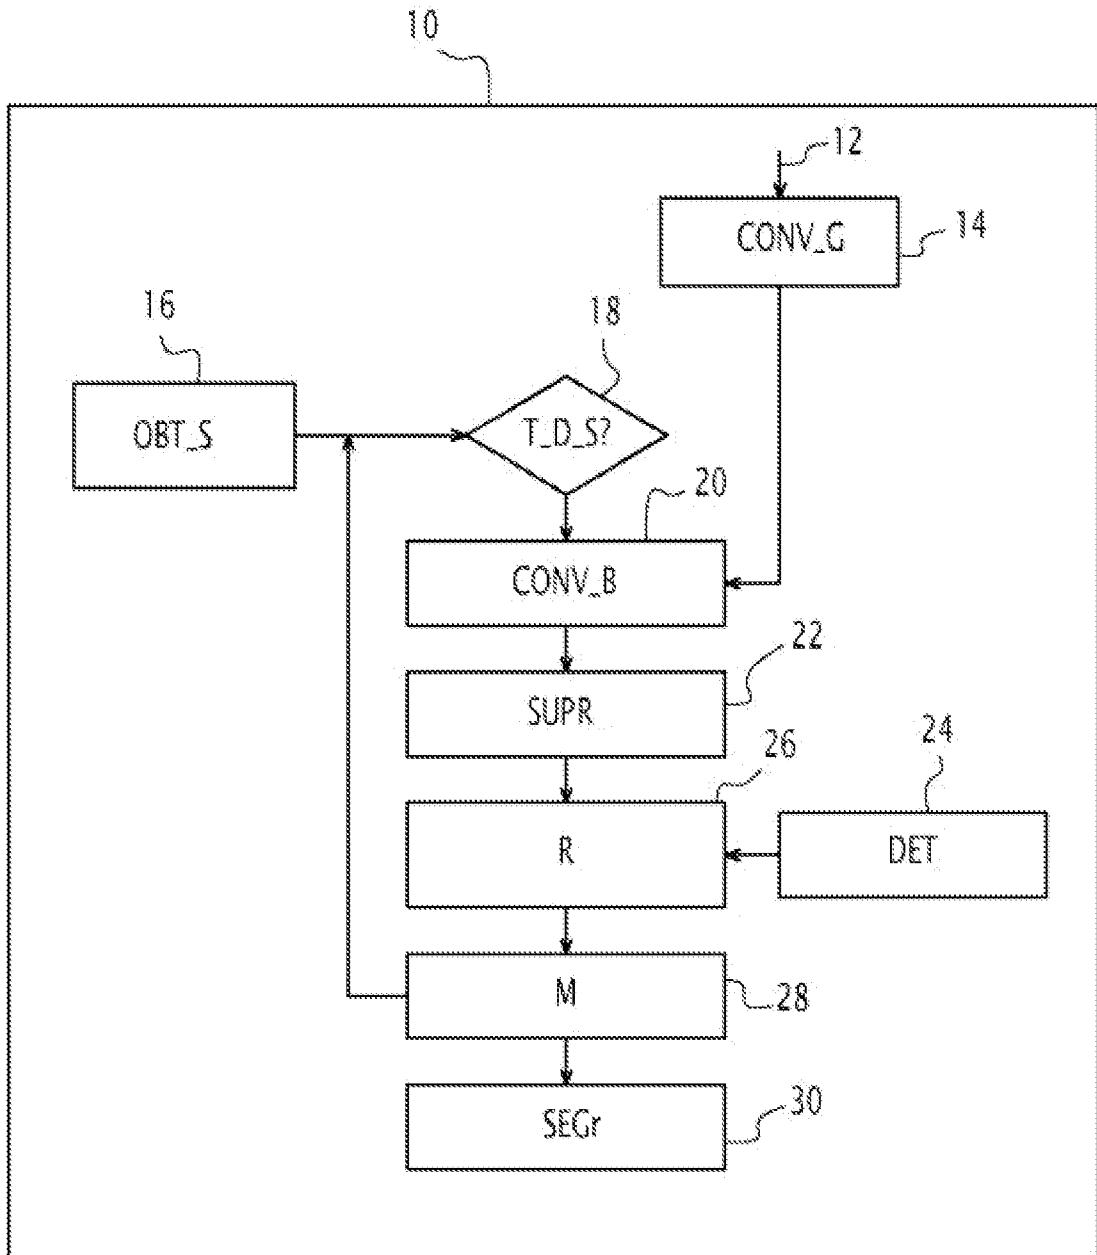 10
12
CONV_G
14
16
18
OBT_S
T_D_S?
20
CONV_B
22
SUPR
26
24
R
DET
M
28
SEGr
30